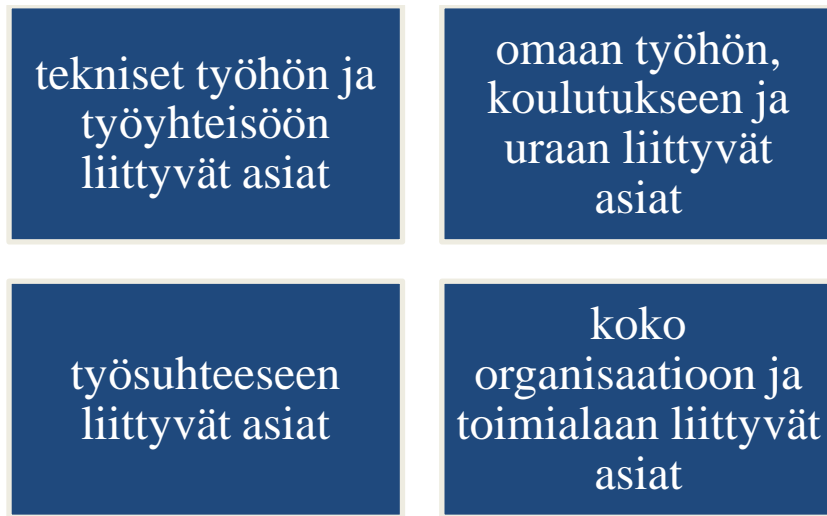 tekniset työhön ja
työyhteisöön
liittyvät asiat
omaan työhön,
koulutukseen ja
uraan liittyvät
asiat
työsuhteeseen
liittyvät asiat
koko
organisaatioon ja
toimialaan liittyvät
asiat